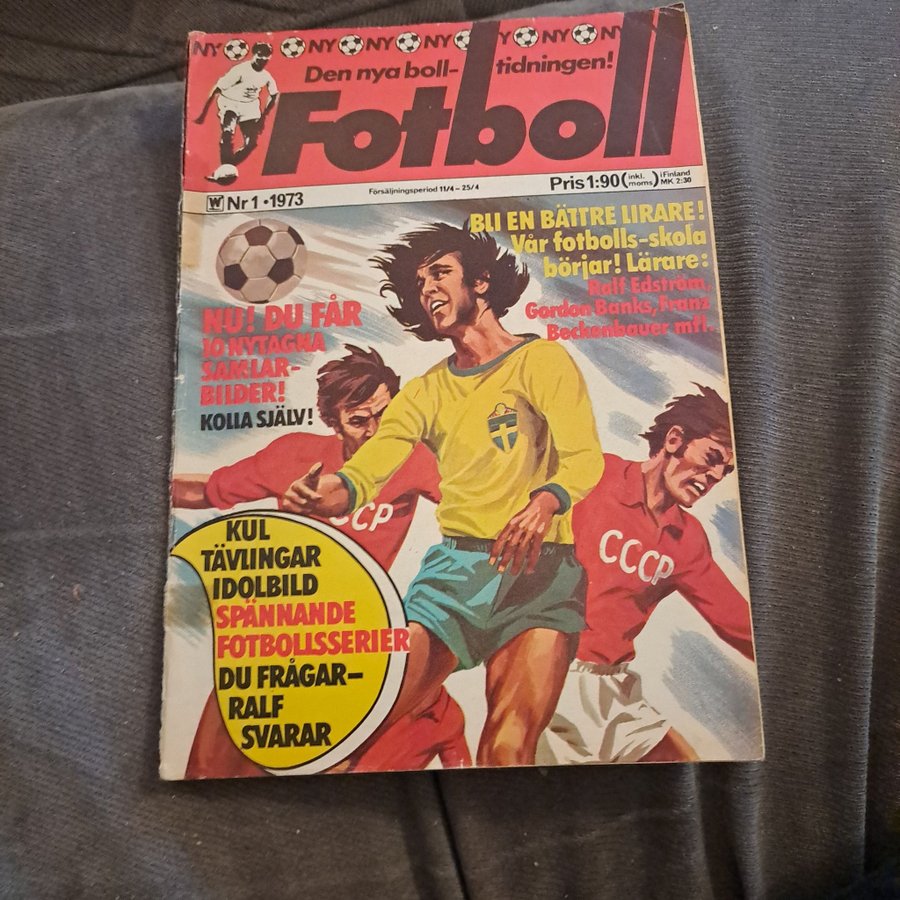 NY NY NY NY Y NY NY
Den nya boll- tidningen!
Fotboll
W Nr 1 • 1973
Försäljningsperiod 11/4 – 25/4
Pris 1:90 (inkl. moms) i Finland MK 2:30
BLI EN BÄTTRE LIRARE!
Vår fotbolls-skola
börjar! Lärare:
Ralf Edström,
Gordon Banks, Franz
Beckenbauer mfl.
NU! DU FÅR
10 NYTAGNA
SAMLAR-
BILDER!
KOLLA SJÄLV!
CCCP
CCCP
KUL
TÄVLINGAR
IDOLBILD
SPÄNNANDE
FOTBOLLSSERIER
DU FRÅGAR–
RALF
SVARAR